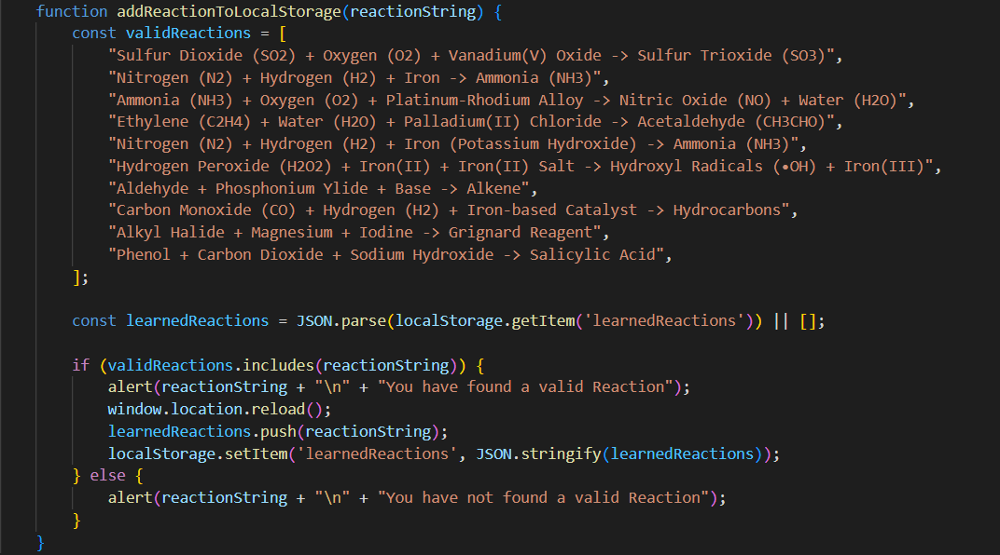 function addReactionToLocalStorage(reactionString) {
    const validReactions = [
        "Sulfur Dioxide (SO2) + Oxygen (O2) + Vanadium(V) Oxide -> Sulfur Trioxide (SO3)",
        "Nitrogen (N2) + Hydrogen (H2) + Iron -> Ammonia (NH3)",
        "Ammonia (NH3) + Oxygen (O2) + Platinum-Rhodium Alloy -> Nitric Oxide (NO) + Water (H2O)",
        "Ethylene (C2H4) + Water (H2O) + Palladium(II) Chloride -> Acetaldehyde (CH3CHO)",
        "Nitrogen (N2) + Hydrogen (H2) + Iron (Potassium Hydroxide) -> Ammonia (NH3)",
        "Hydrogen Peroxide (H2O2) + Iron(II) + Iron(II) Salt -> Hydroxyl Radicals (•OH) + Iron(III)",
        "Aldehyde + Phosphonium Ylide + Base -> Alkene",
        "Carbon Monoxide (CO) + Hydrogen (H2) + Iron-based Catalyst -> Hydrocarbons",
        "Alkyl Halide + Magnesium + Iodine -> Grignard Reagent",
        "Phenol + Carbon Dioxide + Sodium Hydroxide -> Salicylic Acid",
    ];

    const learnedReactions = JSON.parse(localStorage.getItem('learnedReactions')) || [];

    if (validReactions.includes(reactionString)) {
        alert(reactionString + "\n" + "You have found a valid Reaction");
        window.location.reload();
        learnedReactions.push(reactionString);
        localStorage.setItem('learnedReactions', JSON.stringify(learnedReactions));
    } else {
        alert(reactionString + "\n" + "You have not found a valid Reaction");
    }
}